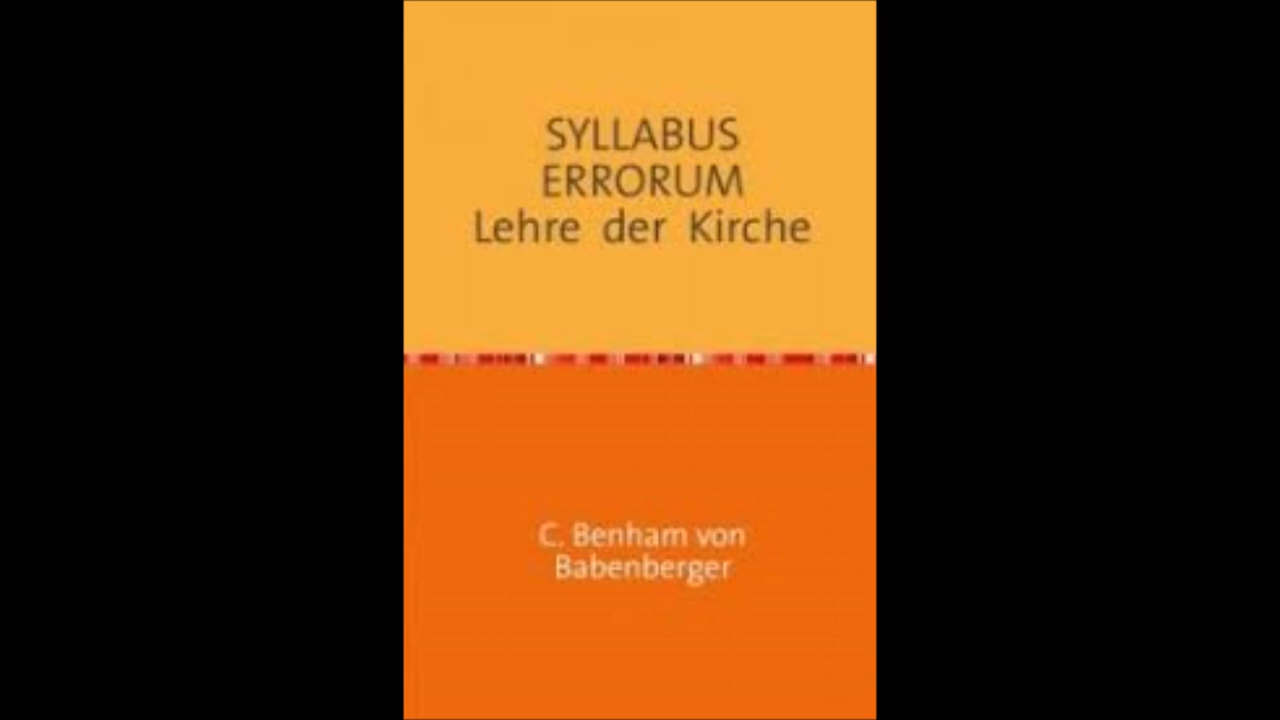 SYLLABUS
ERRORUM
Lehre der Kirche
C. Benham von
Babenberger